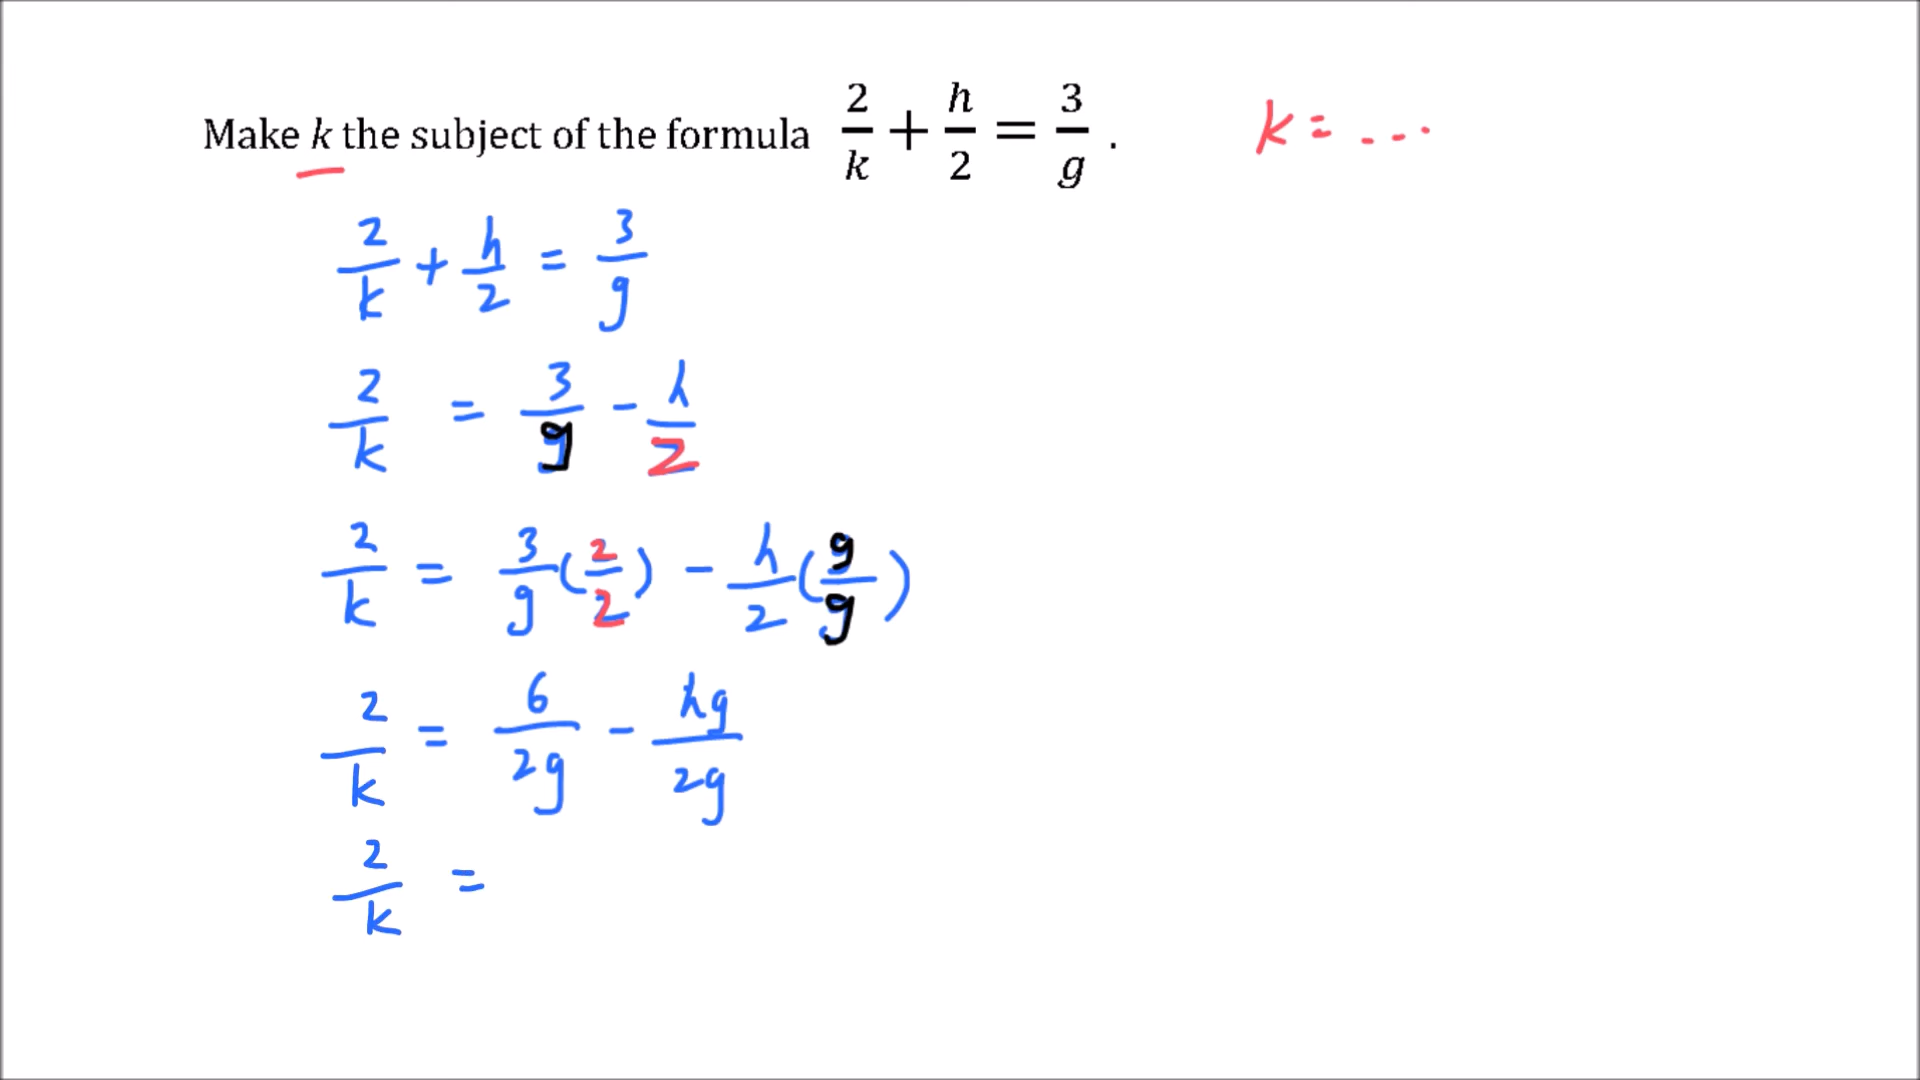 Make k the subject of the formula 2/k + h/2 = 3/g . k = ...
2/k + h/2 = 3/g
2/k = 3/g - h/2
2/k = 3/g (2/2) - h/2 (g/g)
2/k = 6/2g - hg/2g
2/k =